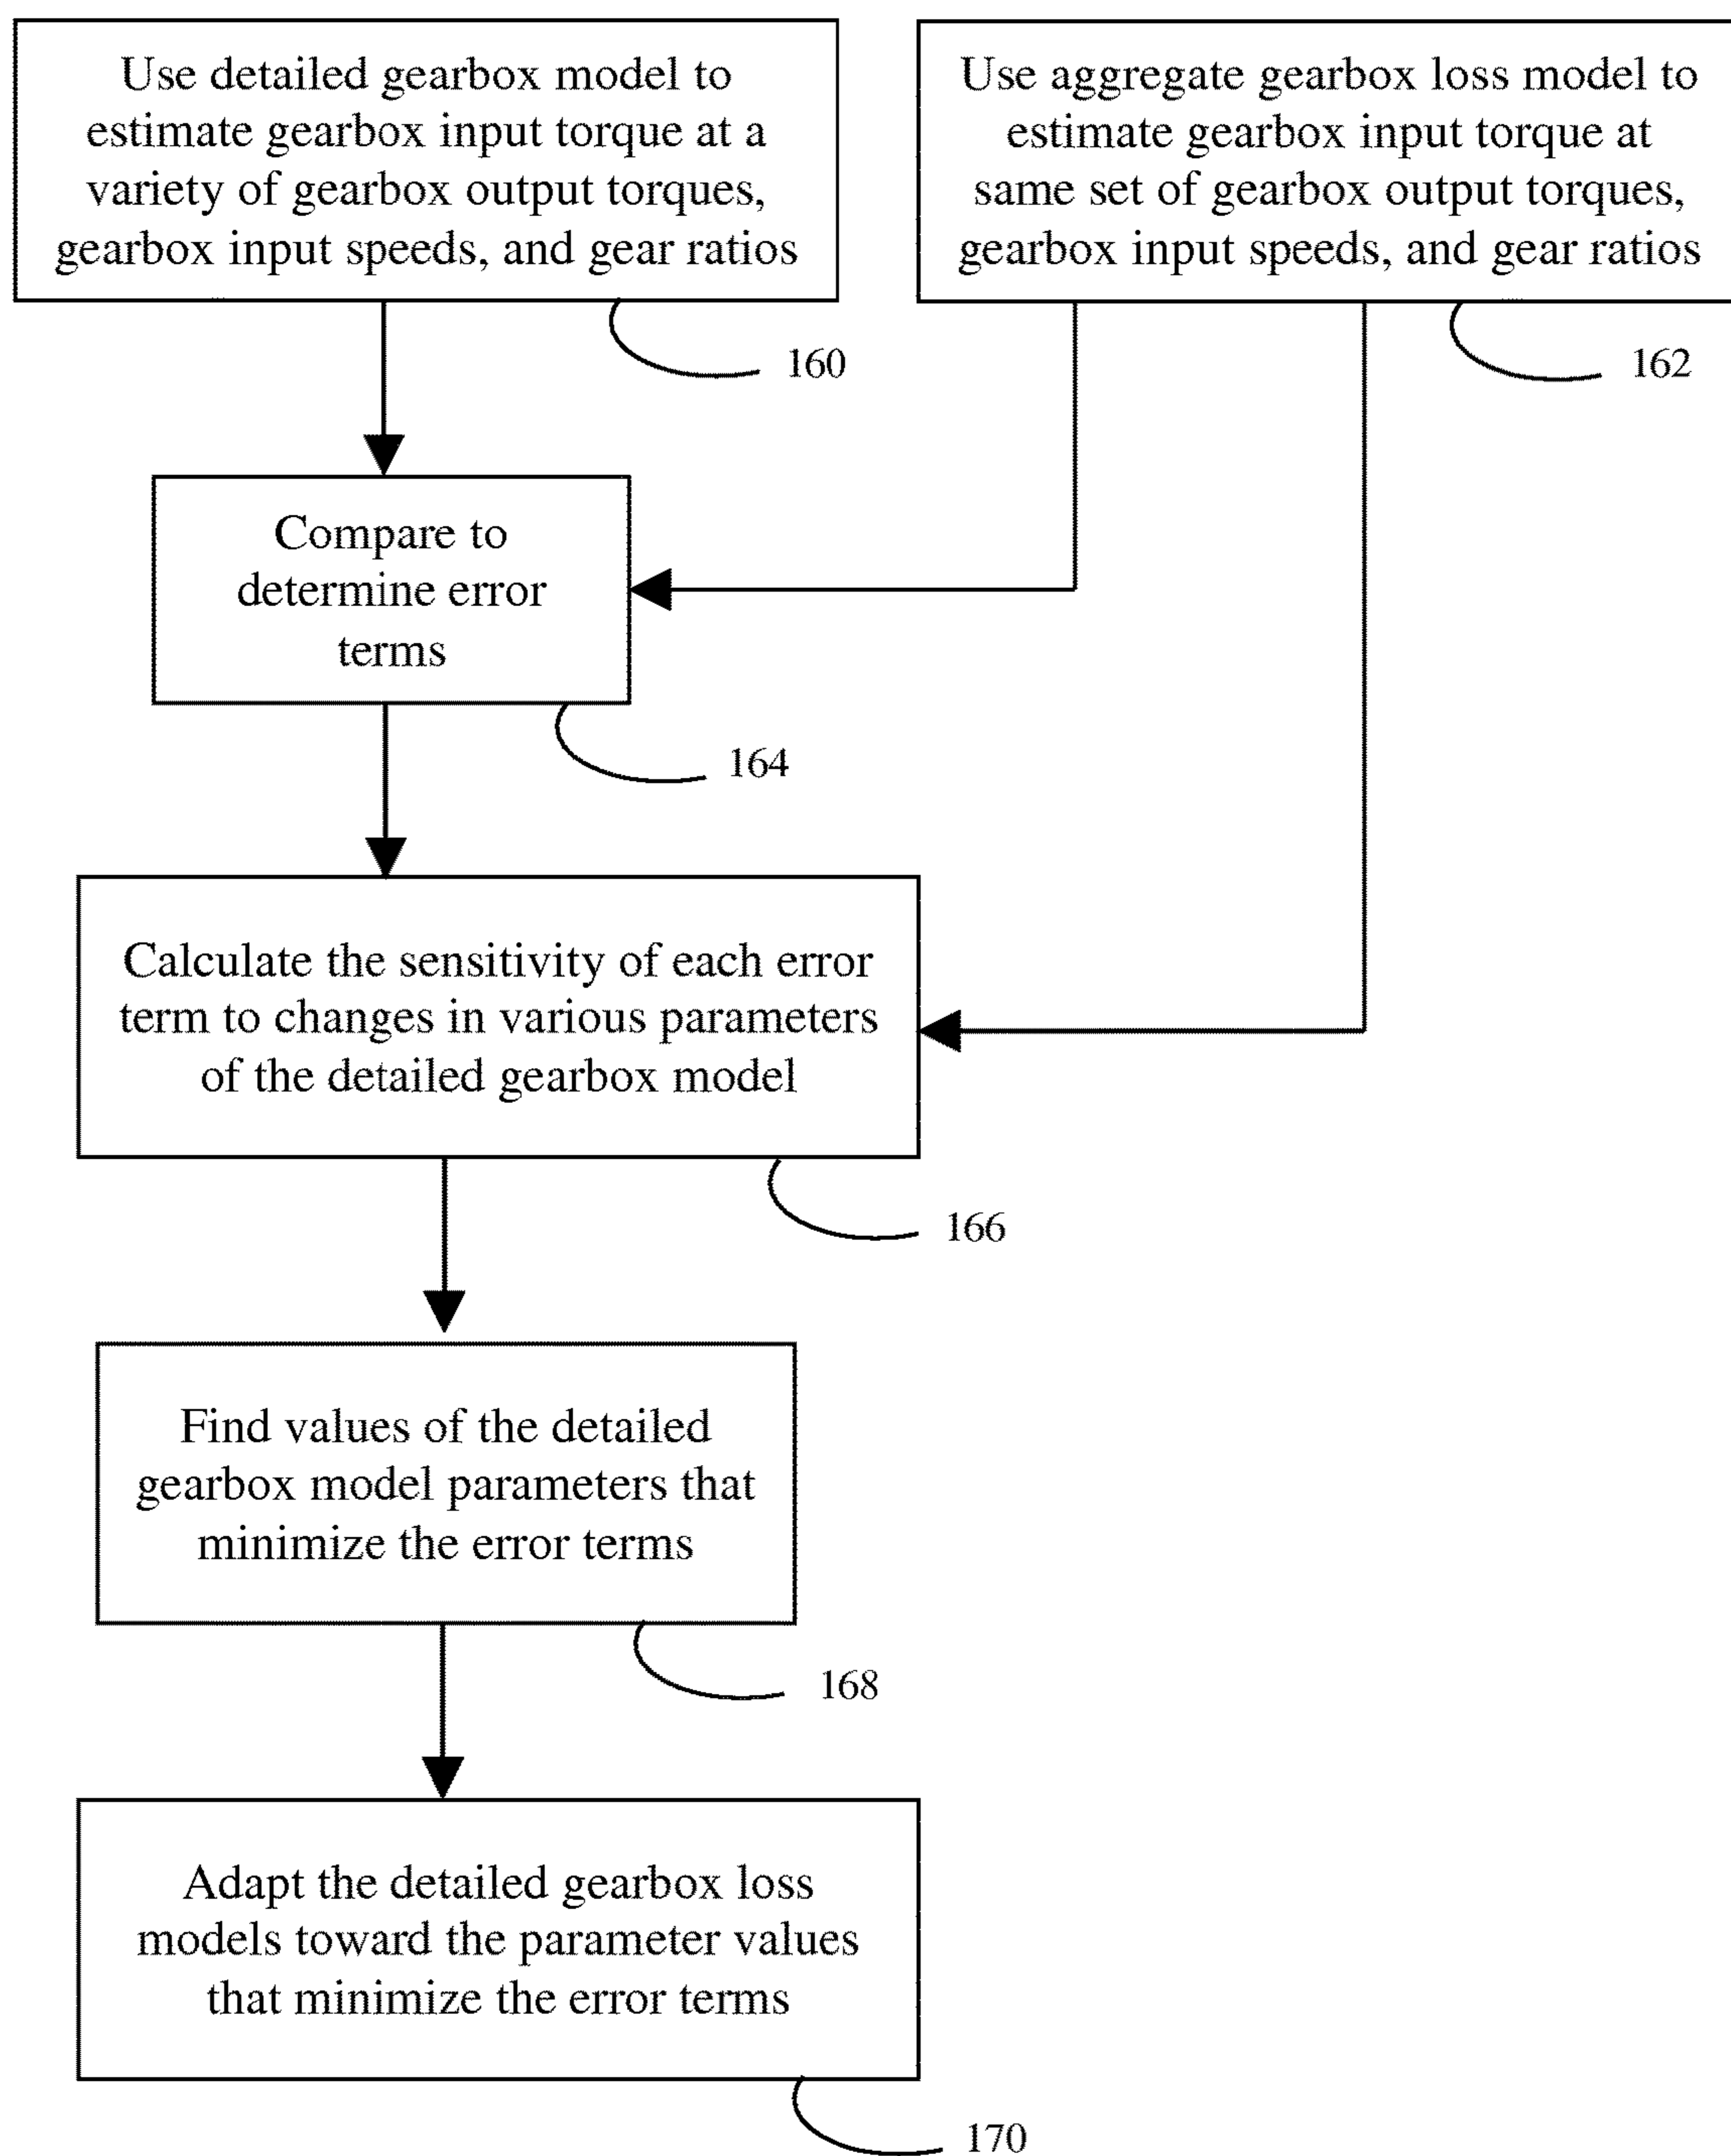 Use detailed gearbox model to
estimate gearbox input torque at a
variety of gearbox output torques,
gearbox input speeds, and gear ratios
160
Use aggregate gearbox loss model to
estimate gearbox input torque at
same set of gearbox output torques,
gearbox input speeds, and gear ratios
162
Compare to
determine error
terms
164
Calculate the sensitivity of each error
term to changes in various parameters
of the detailed gearbox model
166
Find values of the detailed
gearbox model parameters that
minimize the error terms
168
Adapt the detailed gearbox loss
models toward the parameter values
that minimize the error terms
170